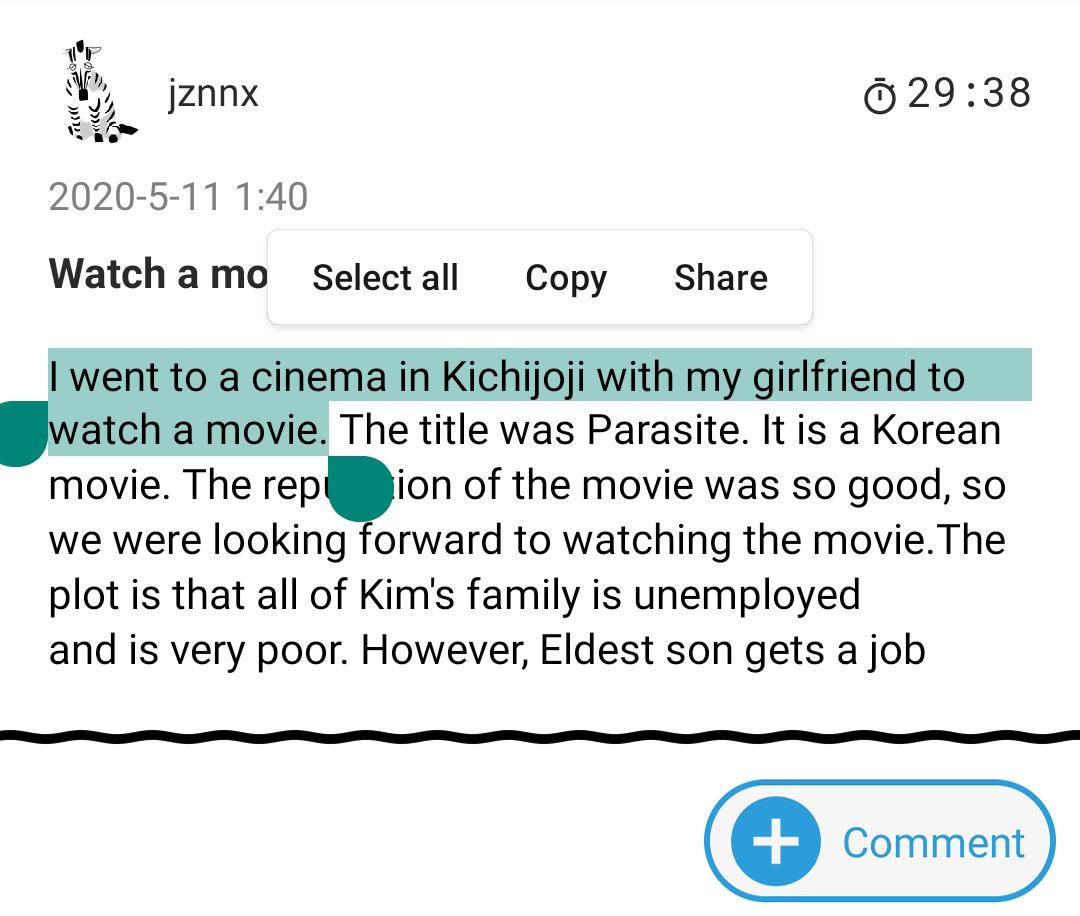 jznnx
29:38
2020-5-11 1:40
Watch a mo
Select all Copy Share
I went to a cinema in Kichijoji with my girlfriend to
watch a movie. The title was Parasite. It is a Korean
movie. The rep ion of the movie was so good, so
we were looking forward to watching the movie.The
plot is that all of Kim's family is unemployed
and is very poor. However, Eldest son gets a job
Comment